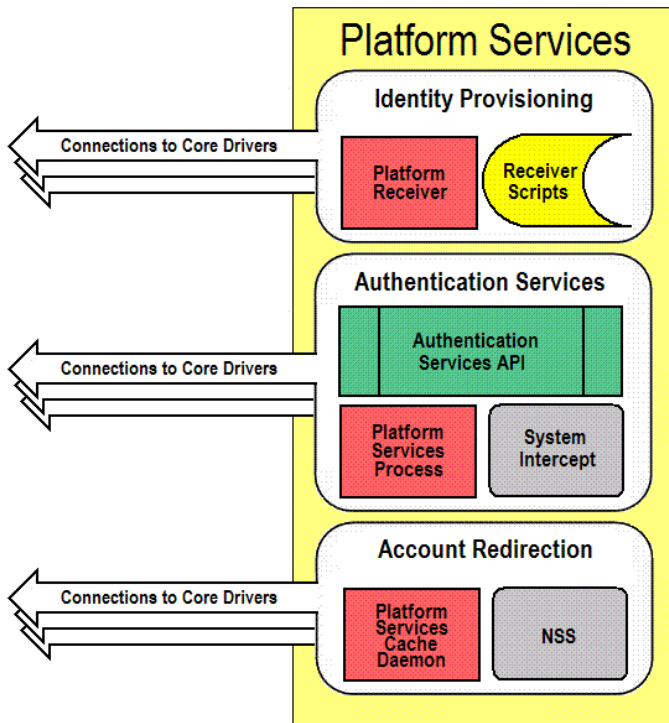 Platform Services
Identity Provisioning
Connections to Core Drivers
Platform
Receiver
Receiver
Scripts
Authentication Services
Connections to Core Drivers
Authentication
Services API
Platform
Services
Process
System
Intercept
Account Redirection
Connections to Core Drivers
Platform
Services
Cache
Daemon
NSS